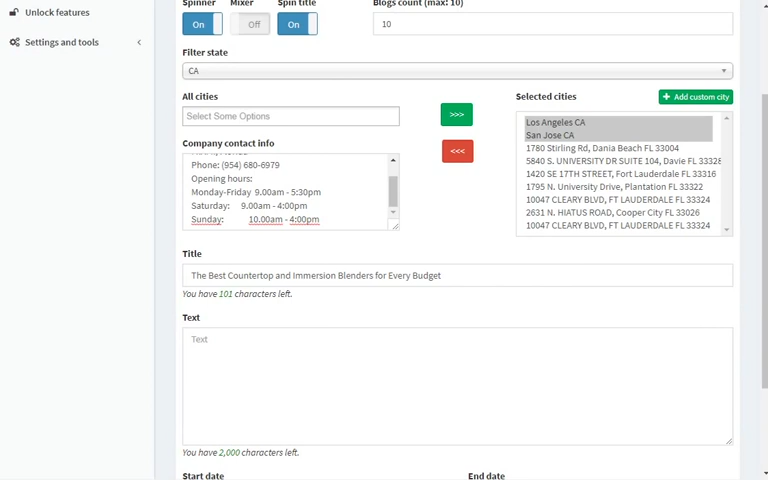 Unlock features
Settings and tools
Spinner Mixer Spin title Blogs count (max: 10)
On Off On 10
Filter state
CA
All cities Selected cities Add custom city
Select Some Options >>>
Los Angeles CA
San Jose CA
Company contact info <<<
1780 Stirling Rd, Dania Beach FL 33004
Phone: (954) 680-6979
5840 S. UNIVERSITY DR SUITE 104, Davie FL 33328
Opening hours:
1420 SE 17TH STREET, Fort Lauderdale FL 33316
Monday-Friday 9.00am - 5:30pm
1795 N. University Drive, Plantation FL 33322
Saturday: 9.00am - 4:00pm
10047 CLEARY BLVD, FT LAUDERDALE FL 33324
2631 N. HIATUS ROAD, Cooper City FL 33026
Sunday: 10.00am - 4:00pm
10047 CLEARY BLVD, FT LAUDERDALE FL 33324
Title
The Best Countertop and Immersion Blenders for Every Budget
You have 101 characters left.
Text
Text
You have 2,000 characters left.
Start date End date